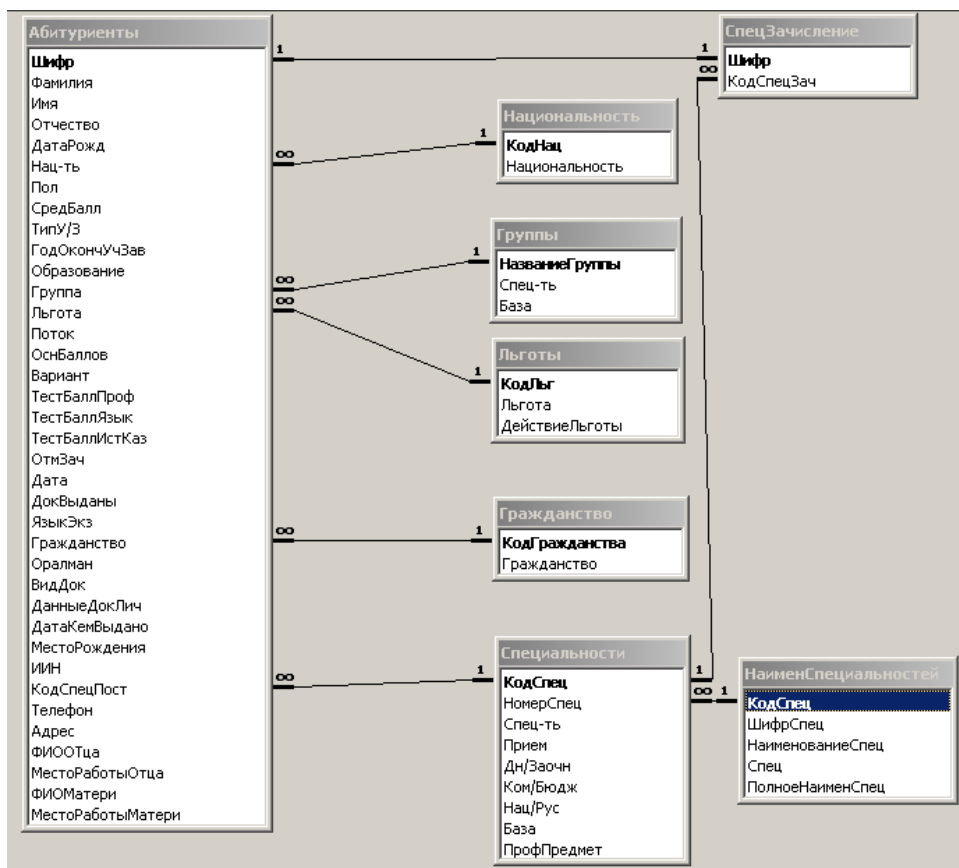 Абитуриенты
Шифр
Фамилия
Имя
Отчество
ДатаРожд
Нац-ть
Пол
СредБалл
ТипУ/З
ГодОкончУчЗав
Образование
Группа
Льгота
Поток
ОснБаллов
Вариант
ТестБаллПроф
ТестБаллЯзык
ТестБаллИстКаз
ОтмЗач
Дата
ДокВыданы
ЯзыкЭкз
Гражданство
Оралман
ВидДок
ДанныеДокЛич
ДатаКемВыдано
МестоРождения
ИИН
КодСпецПост
Телефон
Адрес
ФИООтца
МестоРаботыОтца
ФИОМатери
МестоРаботыМатери
1
∞
∞
∞
∞
∞
СпецЗачисление
Шифр
КодСпецЗач
1
∞
Национальность
КодНац
Национальность
1
Группы
НазваниеГруппы
Спец-ть
База
1
Льготы
КодЛьг
Льгота
ДействиеЛьготы
1
Гражданство
КодГражданства
Гражданство
1
Специальности
КодСпец
НомерСпец
Спец-ть
Прием
Дн/Заочн
Ком/Бюдж
Нац/Рус
База
ПрофПредмет
1
1
∞ 1
НаименСпециальностей
КодСпец
ШифрСпец
НаименованиеСпец
Спец
ПолноеНаименСпец